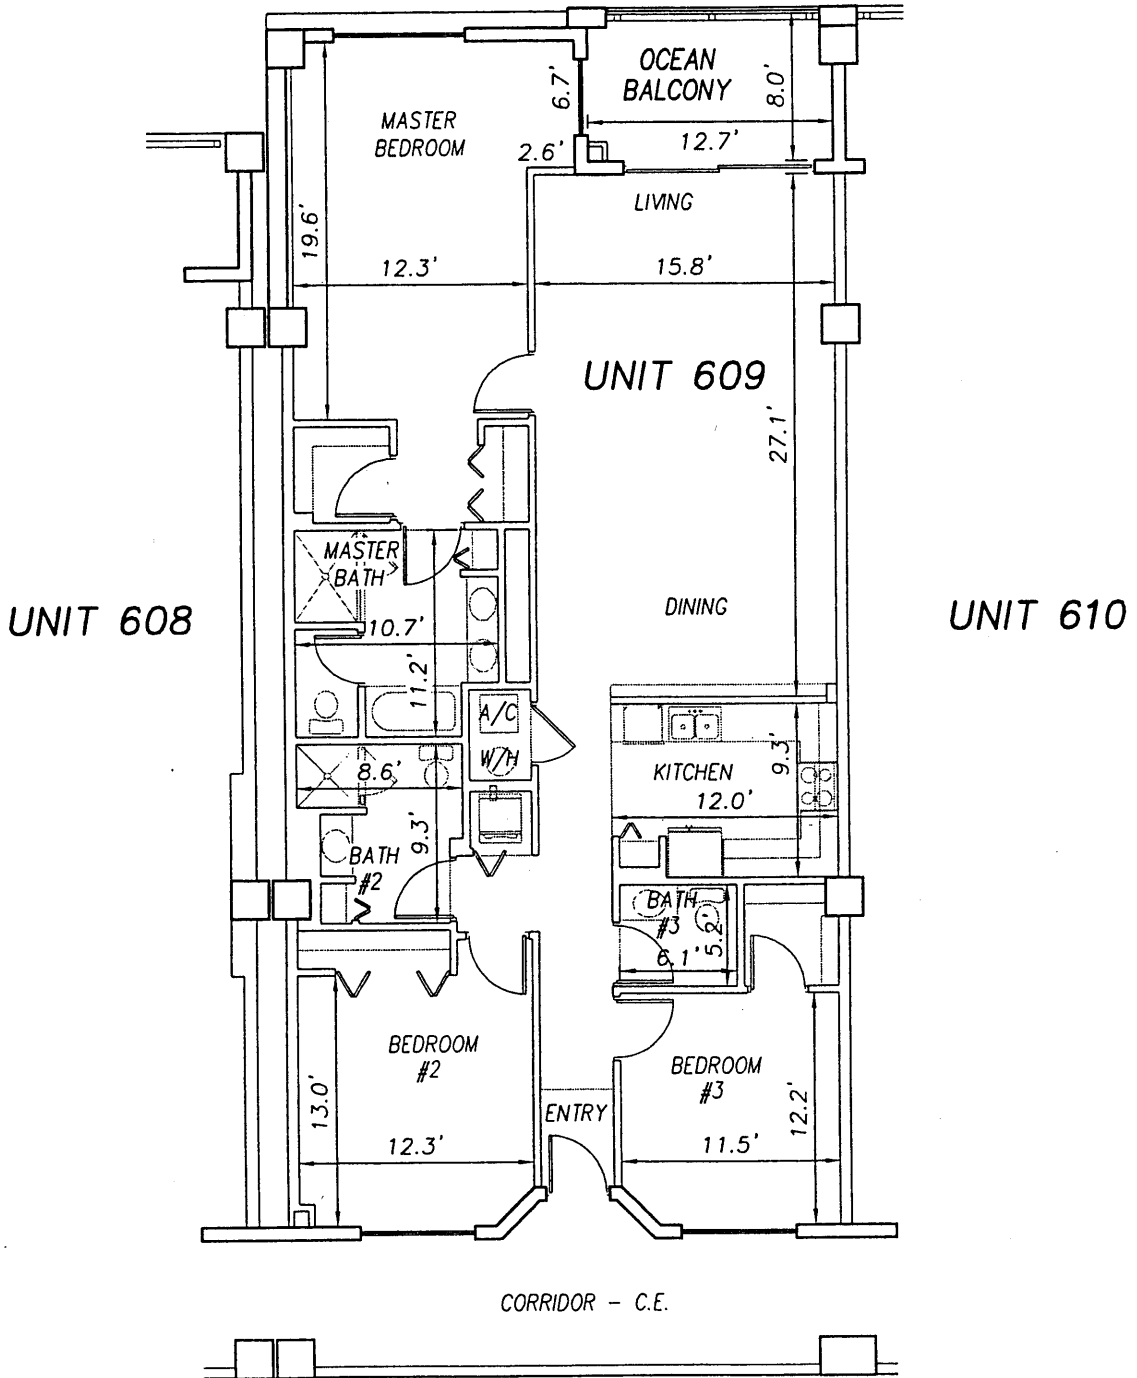 OCEAN
BALCONY
8.0'
6.7'
12.7'
MASTER
BEDROOM
2.6'
LIVING
19.6'
12.3'
15.8'
UNIT 609
27.1'
MASTER
BATH
DINING
UNIT 608
UNIT 610
10.7'
11.2'
A/C
W/H
8.6'
KITCHEN
9.3'
12.0'
9.3'
BATH
#2
BATH
#3
5.2'
6.1'
BEDROOM
#2
BEDROOM
#3
13.0'
ENTRY
12.2'
12.3'
11.5'
CORRIDOR - C.E.